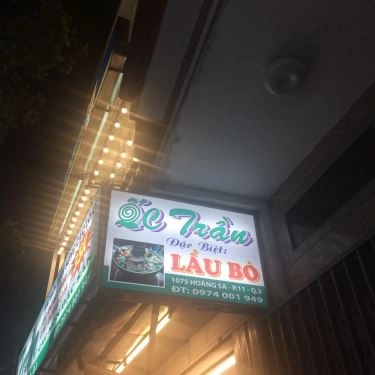 ỐC Trần
Đặc Biệt:
LẨU BÒ
1075 HOÀNG SA - P.11 - Q.3
ĐT: 0974 001 949